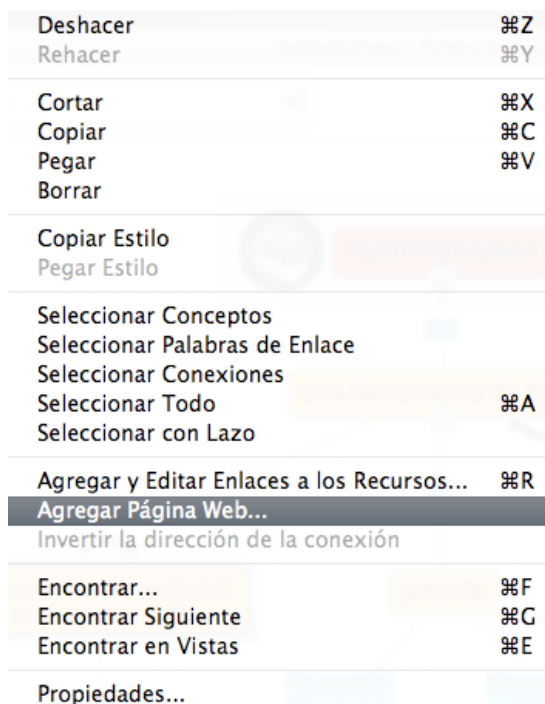 Deshacer ⌘Z
Rehacer ⌘Y
Cortar ⌘X
Copiar ⌘C
Pegar ⌘V
Borrar
Copiar Estilo
Pegar Estilo
Seleccionar Conceptos
Seleccionar Palabras de Enlace
Seleccionar Conexiones
Seleccionar Todo ⌘A
Seleccionar con Lazo
Agregar y Editar Enlaces a los Recursos... ⌘R
Agregar Página Web...
Invertir la dirección de la conexión
Encontrar... ⌘F
Encontrar Siguiente ⌘G
Encontrar en Vistas ⌘E
Propiedades...